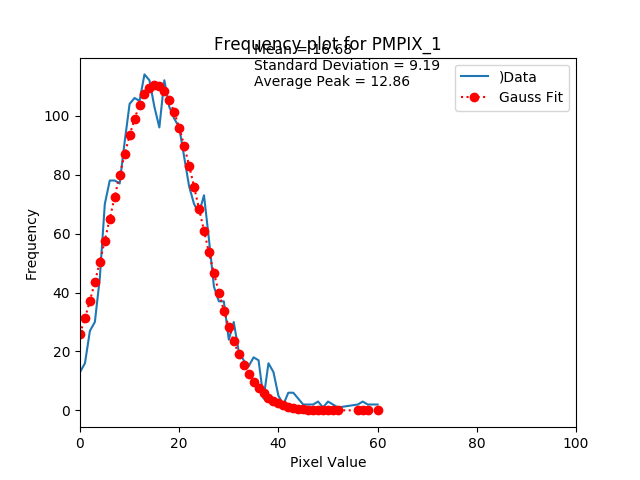 Frequency plot for PMPIX_1
Mean = 16.68
Standard Deviation = 9.19
Average Peak = 12.86
)Data
Gauss Fit
Frequency
100
80
60
40
20
0
0 20 40 60 80 100
Pixel Value